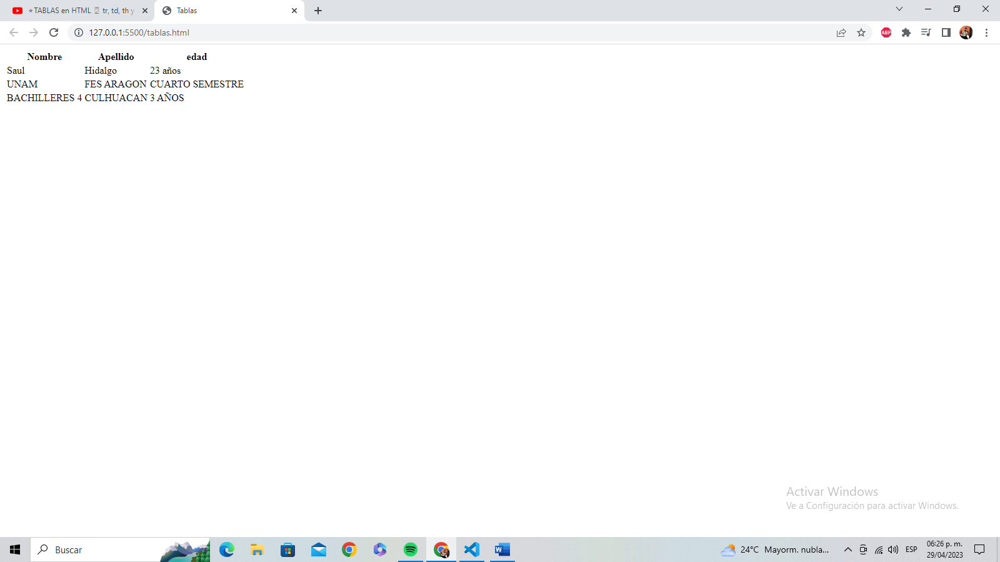 ⭐TABLAS en HTML 📱 tr, td, th y
Tablas
127.0.0.1:5500/tablas.html
ABP
Nombre Apellido edad
Saul Hidalgo 23 años
UNAM FES ARAGON CUARTO SEMESTRE
BACHILLERES 4 CULHUACAN 3 AÑOS
Activar Windows
Ve a Configuración para activar Windows.
Buscar
24°C Mayorm. nubla...
ESP
06:26 p. m.
29/04/2023